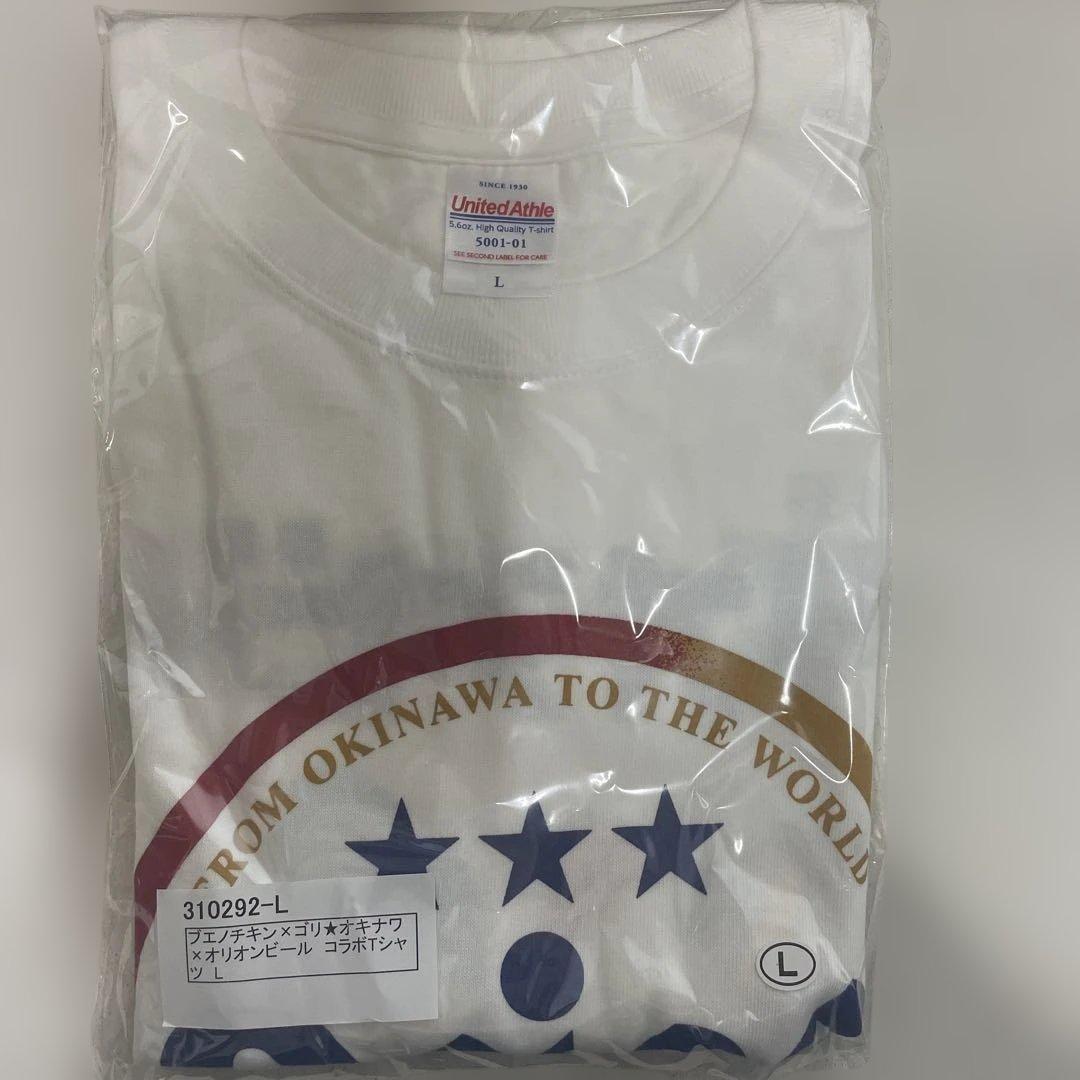 SINCE 1930
United Athle
5.6oz. High Quality T-shirt
5001-01
SEE SECOND LABEL FOR CARE
L
FROM OKINAWA TO THE WORLD
310292-L
ブエノチキン×ゴリ★オキナワ
×オリオンビール コラボTシャ
ツ L
L